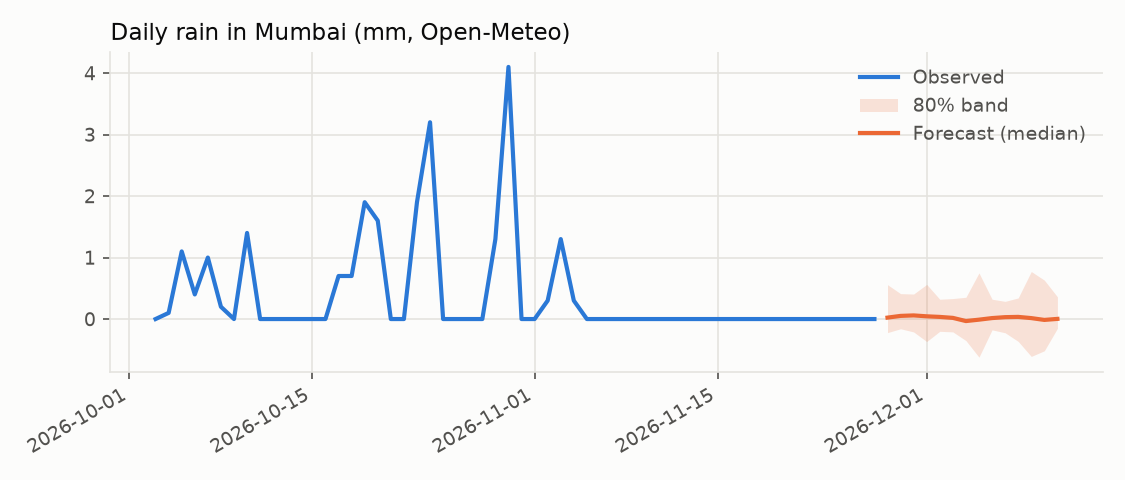 Daily rain in Mumbai (mm, Open-Meteo)
Observed
80% band
Forecast (median)
4
3
2
1
0
2026-10-01
2026-10-15
2026-11-01
2026-11-15
2026-12-01